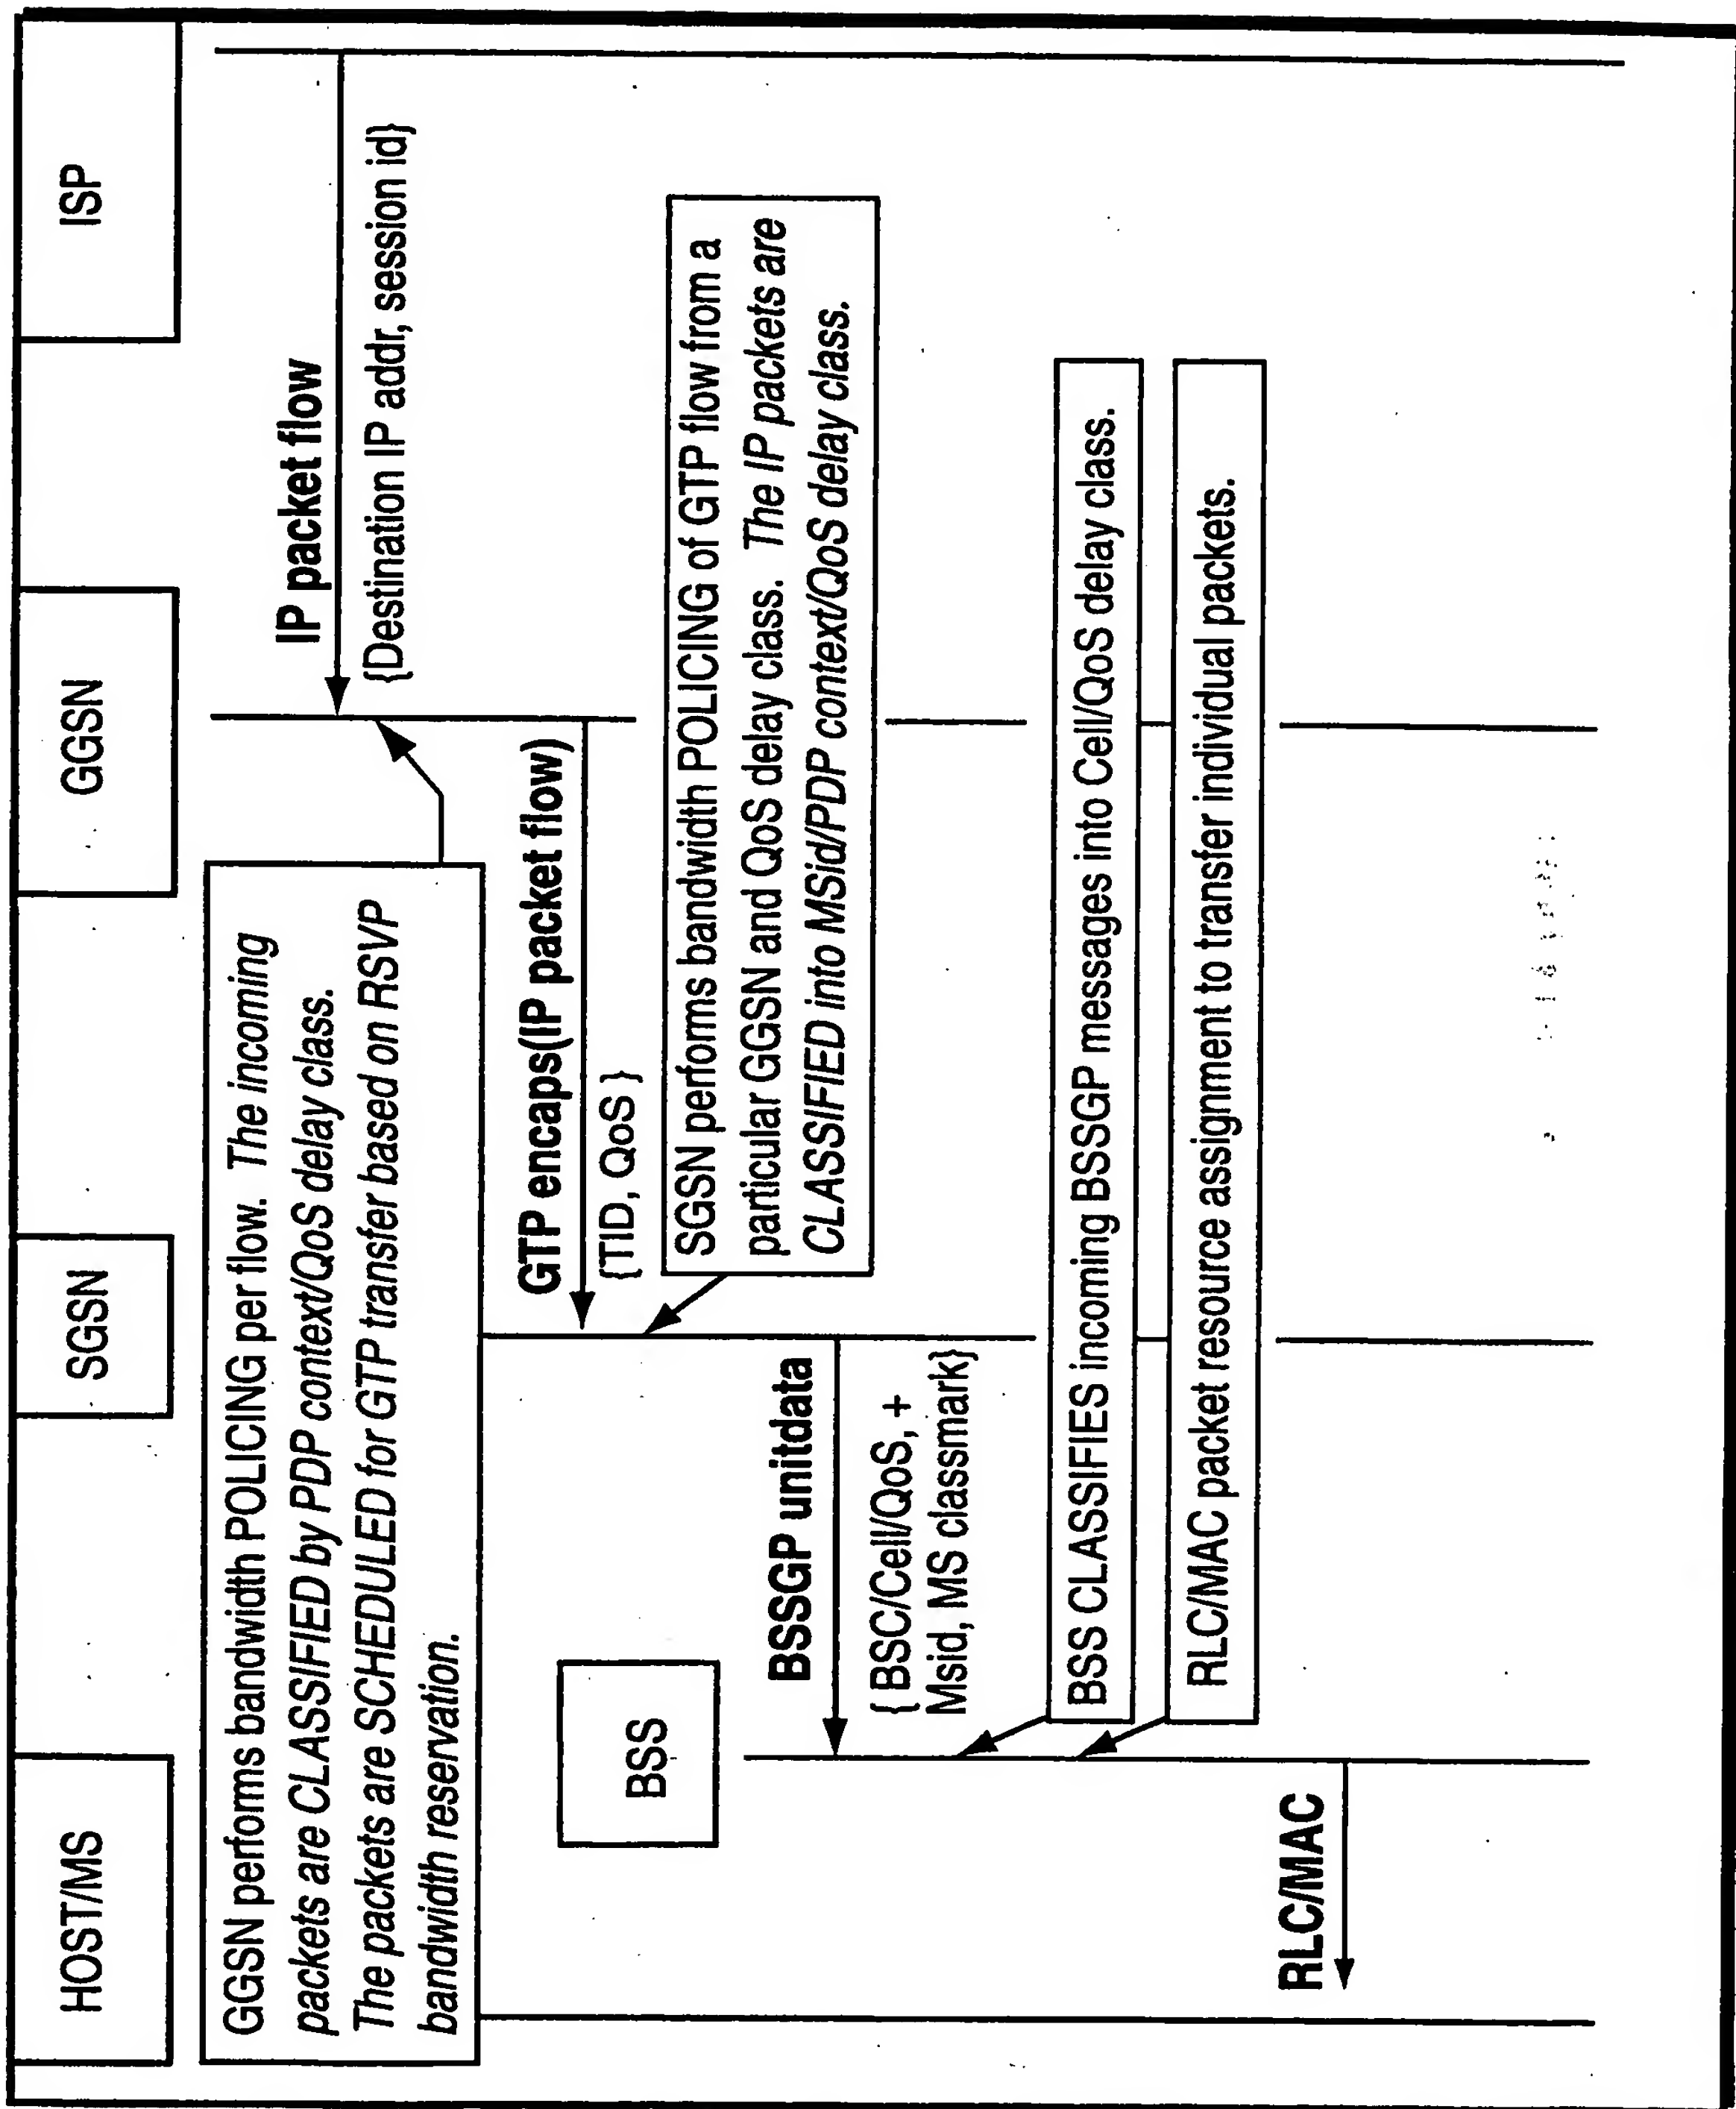 HOST/MS
SGSN
GGSN
ISP
GGSN performs bandwidth POLICING per flow. The incoming
packets are CLASSIFIED by PDP context/QoS delay class.
The packets are SCHEDULED for GTP transfer based on RSVP
bandwidth reservation.
IP packet flow
{Destination IP addr, session id}
GTP encaps(IP packet flow)
{TID, QoS }
BSS
SGSN performs bandwidth POLICING of GTP flow from a
particular GGSN and QoS delay class. The IP packets are
CLASSIFIED into MSid/PDP context/QoS delay class.
BSSGP unitdata
{ BSC/Cell/QoS, +
Msid, MS classmark}
BSS CLASSIFIES incoming BSSGP messages into Cell/QoS delay class.
RLC/MAC packet resource assignment to transfer individual packets.
RLC/MAC